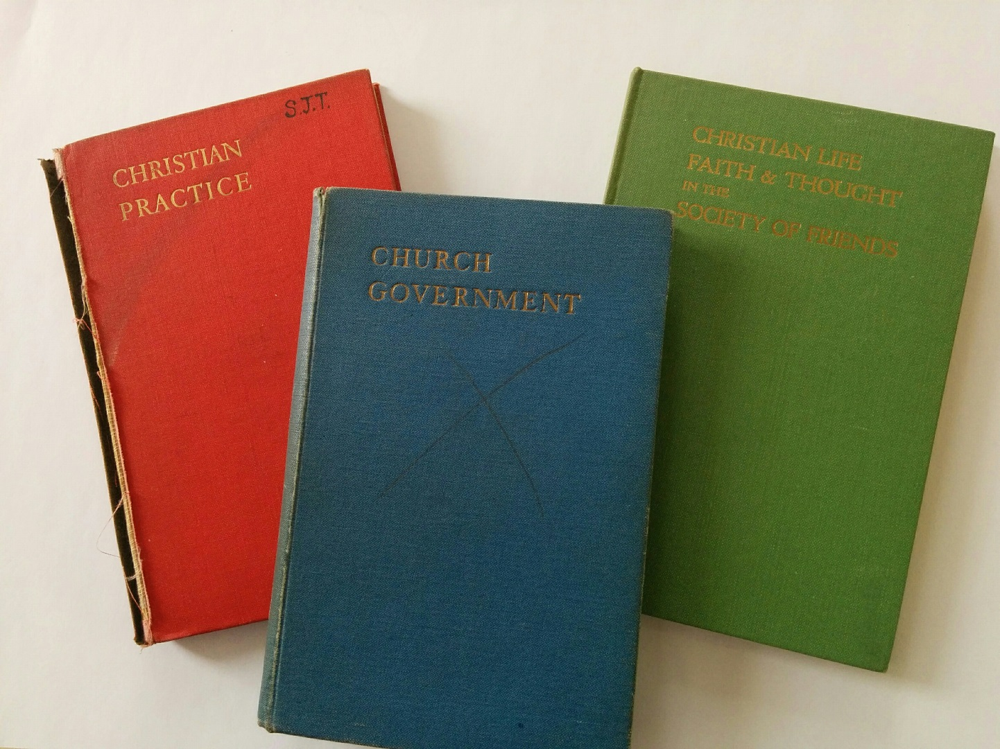 S.J.T.
CHRISTIAN
PRACTICE
CHURCH
GOVERNMENT
CHRISTIAN LIFE
FAITH & THOUGHT
IN THE
SOCIETY OF FRIENDS